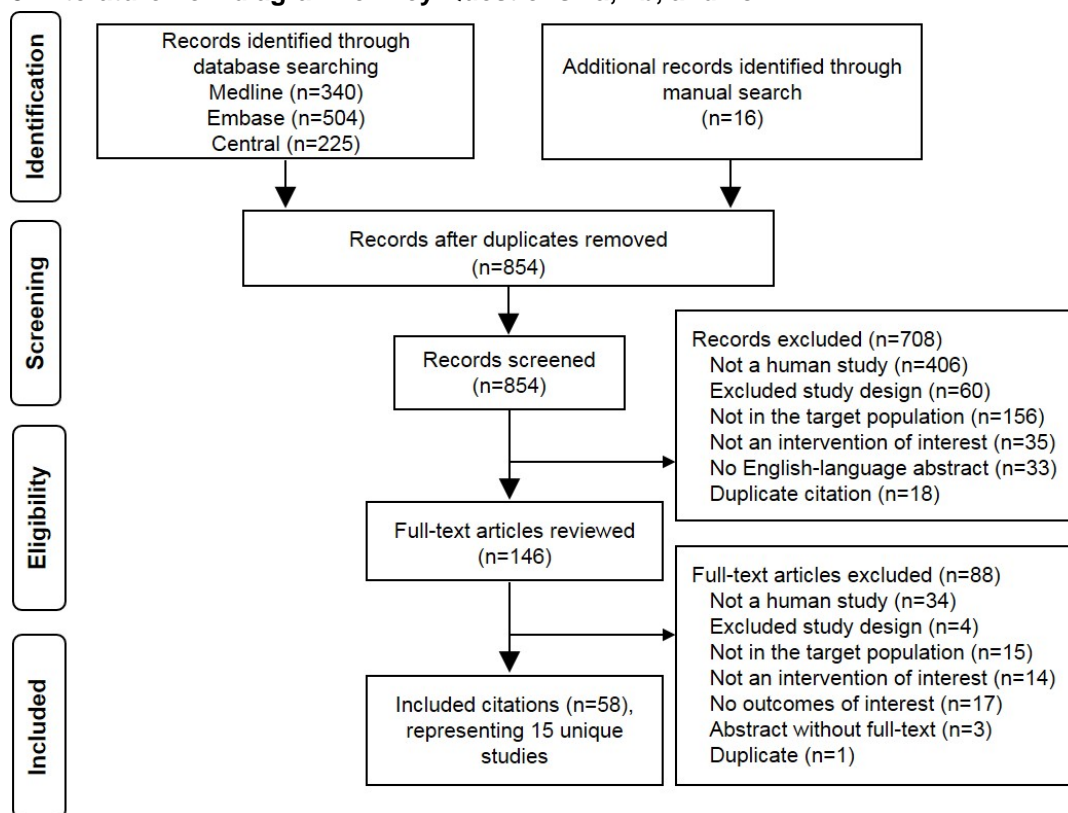 Identification
Records identified through
database searching
Medline (n=340)
Embase (n=504)
Central (n=225)
Additional records identified through
manual search
(n=16)
Screening
Records after duplicates removed
(n=854)
Records screened
(n=854)
Records excluded (n=708)
Not a human study (n=406)
Excluded study design (n=60)
Not in the target population (n=156)
Not an intervention of interest (n=35)
No English-language abstract (n=33)
Duplicate citation (n=18)
Eligibility
Full-text articles reviewed
(n=146)
Full-text articles excluded (n=88)
Not a human study (n=34)
Excluded study design (n=4)
Not in the target population (n=15)
Not an intervention of interest (n=14)
No outcomes of interest (n=17)
Abstract without full-text (n=3)
Duplicate (n=1)
Included
Included citations (n=58),
representing 15 unique
studies